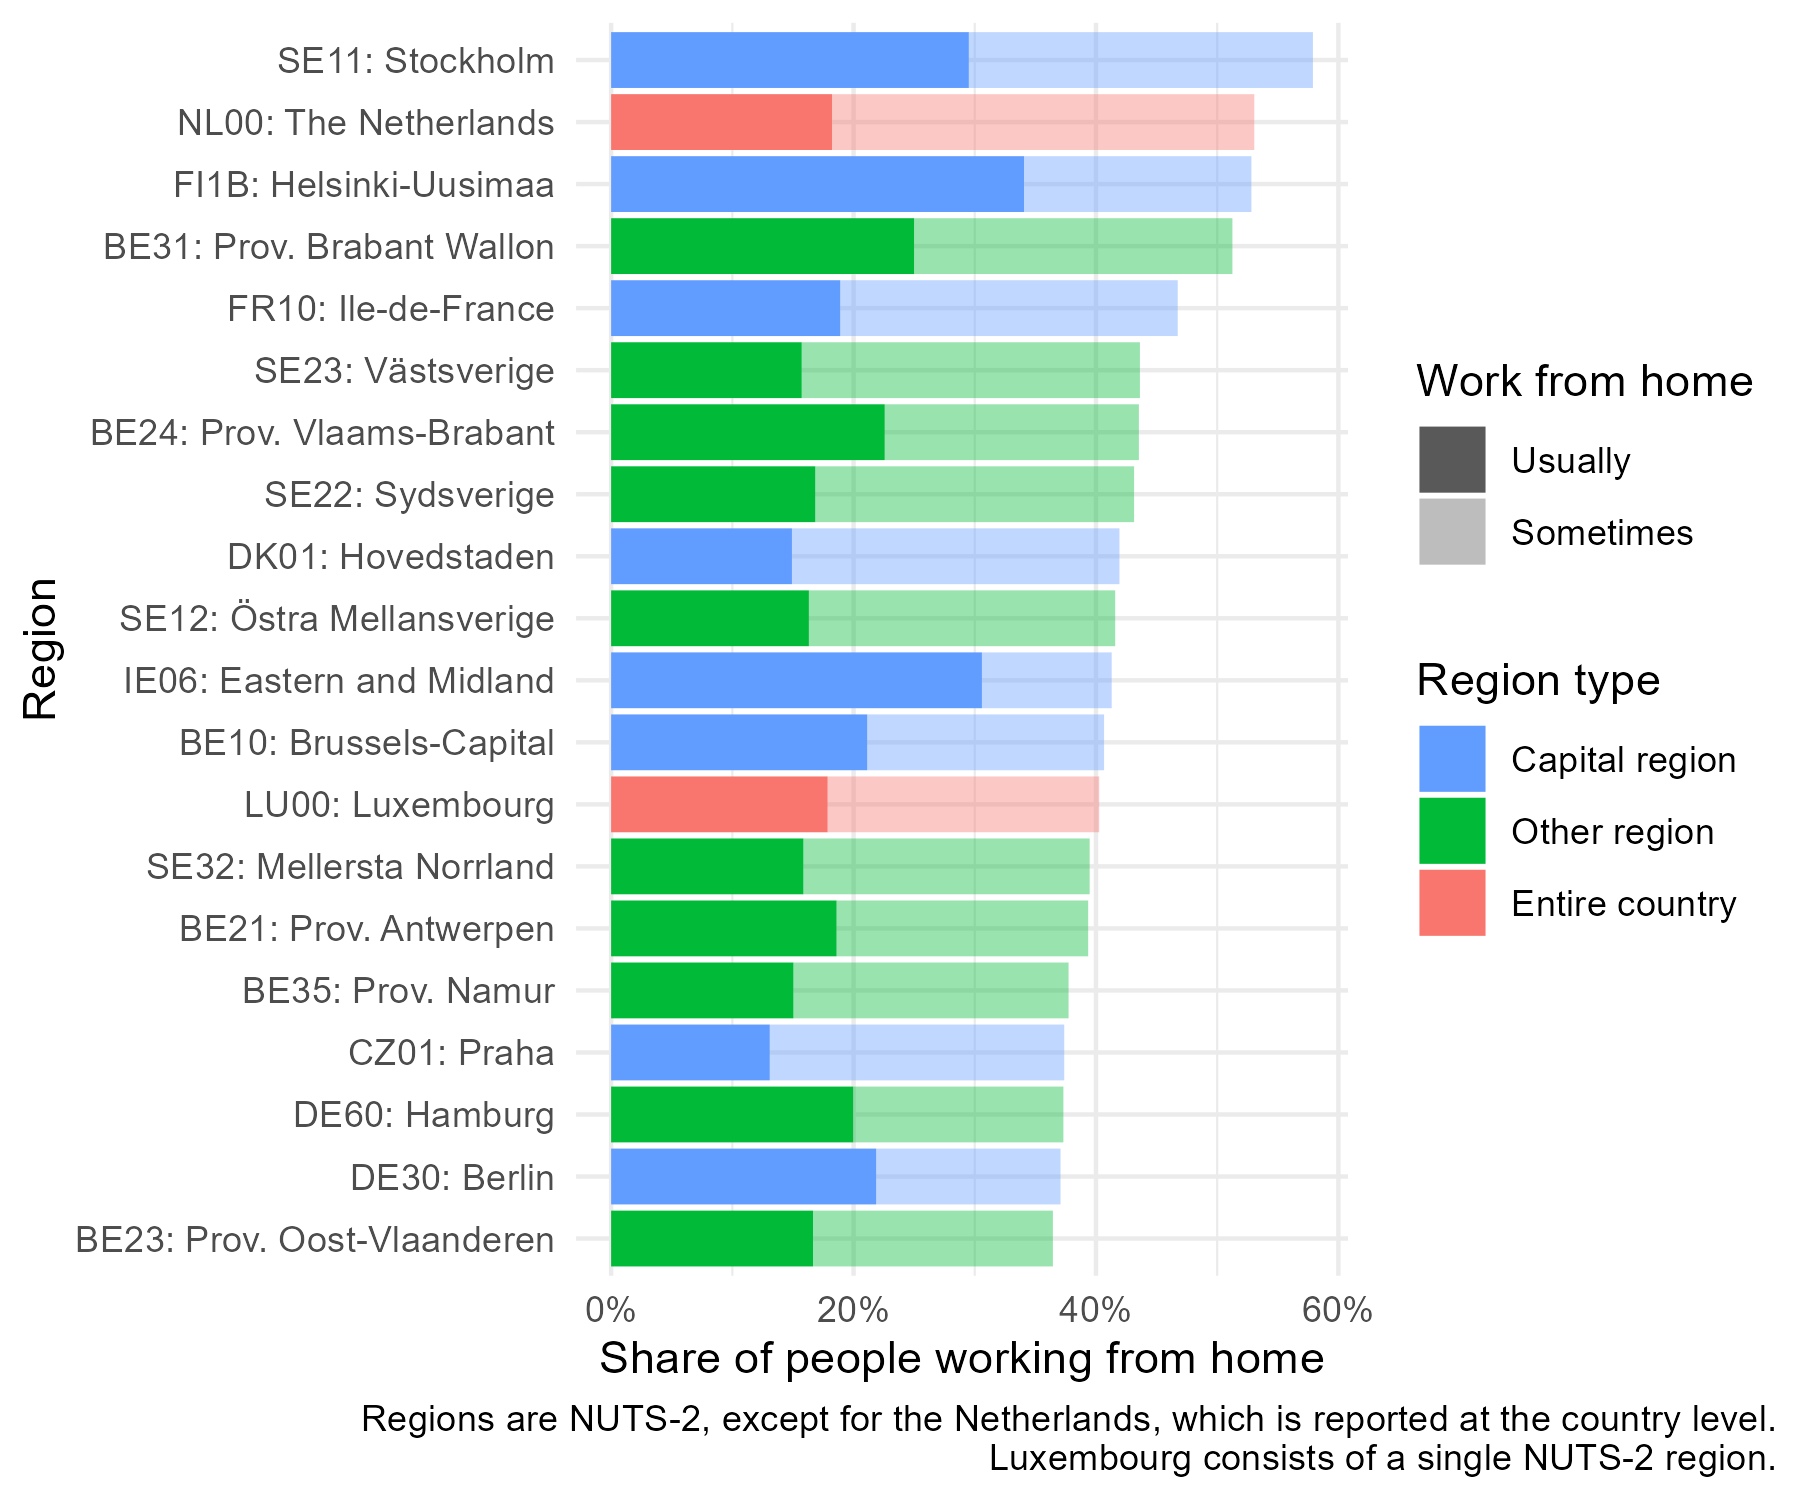 SE11: Stockholm
NL00: The Netherlands
FI1B: Helsinki-Uusimaa
BE31: Prov. Brabant Wallon
FR10: Ile-de-France
SE23: Västsverige
BE24: Prov. Vlaams-Brabant
SE22: Sydsverige
DK01: Hovedstaden
SE12: Östra Mellansverige
IE06: Eastern and Midland
BE10: Brussels-Capital
LU00: Luxembourg
SE32: Mellersta Norrland
BE21: Prov. Antwerpen
BE35: Prov. Namur
CZ01: Praha
DE60: Hamburg
DE30: Berlin
BE23: Prov. Oost-Vlaanderen
Region
0% 20% 40% 60%
Share of people working from home
Work from home
Usually
Sometimes
Region type
Capital region
Other region
Entire country
Regions are NUTS-2, except for the Netherlands, which is reported at the country level.
Luxembourg consists of a single NUTS-2 region.